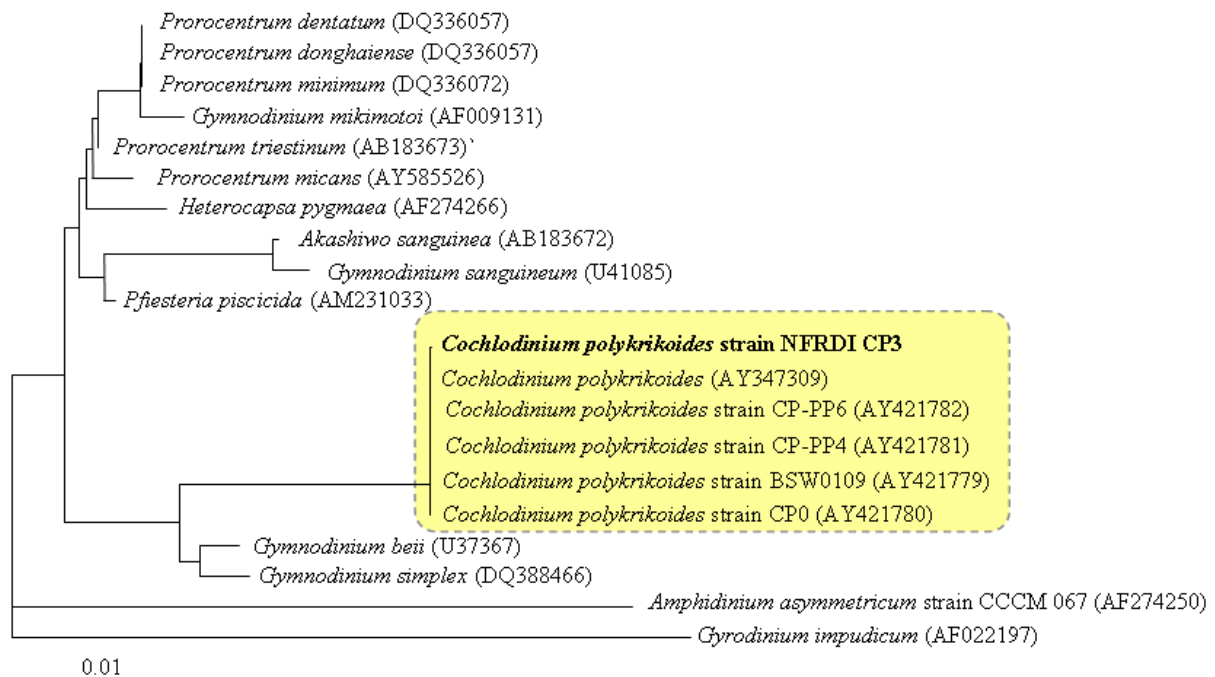 Prorocentrum dentatum (DQ336057)
Prorocentrum donghaiense (DQ336057)
Prorocentrum minimum (DQ336072)
Gymnodinium mikimotoi (AF009131)
Prorocentrum triestinum (AB183673)`
Prorocentrum micans (AY585526)
Heterocapsa pygmaea (AF274266)
Akashiwo sanguinea (AB183672)
Gymnodinium sanguineum (U41085)
Pfiesteria piscicida (AM231033)
Cochlodinium polykrikoides strain NFRDI CP3
Cochlodinium polykrikoides (AY347309)
Cochlodinium polykrikoides strain CP-PP6 (AY421782)
Cochlodinium polykrikoides strain CP-PP4 (AY421781)
Cochlodinium polykrikoides strain BSW0109 (AY421779)
Cochlodinium polykrikoides strain CP0 (AY421780)
Gymnodinium beii (U37367)
Gymnodinium simplex (DQ388466)
Amphidinium asymmetricum strain CCCM 067 (AF274250)
Gyrodinium impudicum (AF022197)
0.01